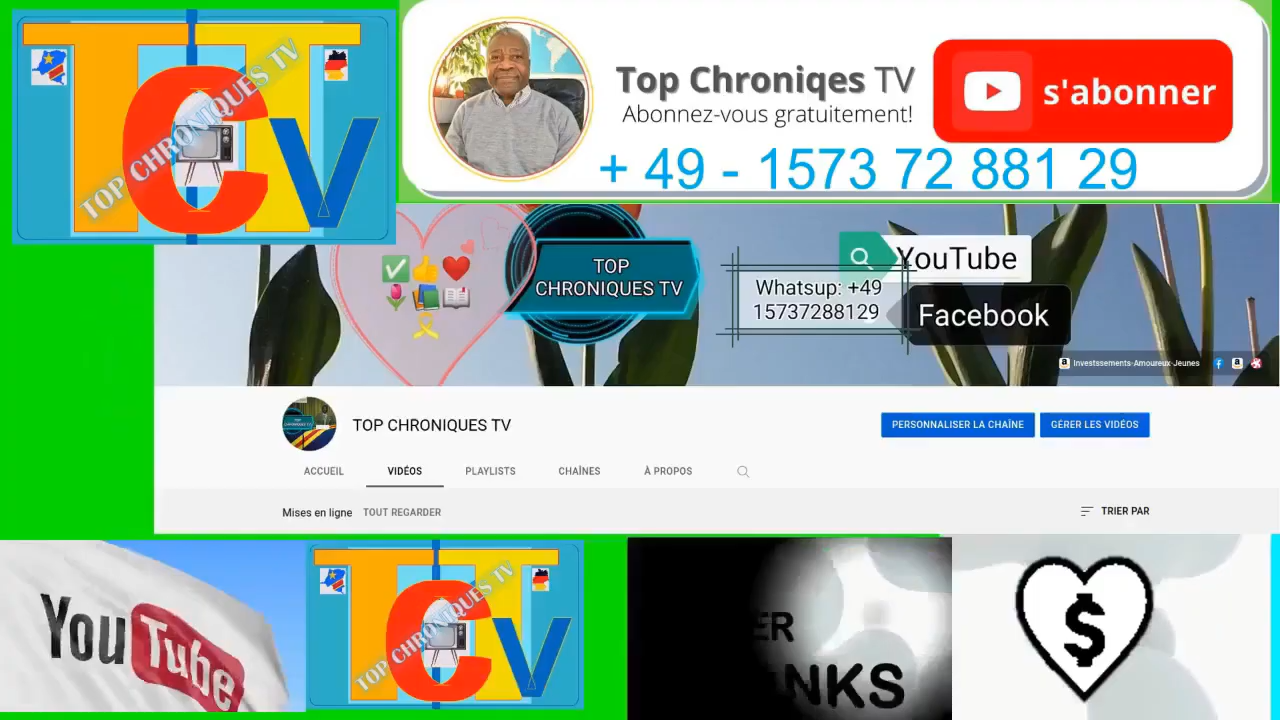 TOP CHRONIQUES TV
TCV
Top Chroniqes TV
Abonnez-vous gratuitement!
s'abonner
+ 49 - 1573 72 881 29
TOP
CHRONIQUES TV
YouTube
Whatsup: +49
15737288129
Facebook
Investssements-Amoureux-Jeunes
TOP CHRONIQUES TV
PERSONNALISER LA CHAÎNE
GÉRER LES VIDÉOS
ACCUEIL
VIDÉOS
PLAYLISTS
CHAÎNES
À PROPOS
Mises en ligne
TOUT REGARDER
TRIER PAR
YouTube
TOP CHRONIQUES TV
TCV
$